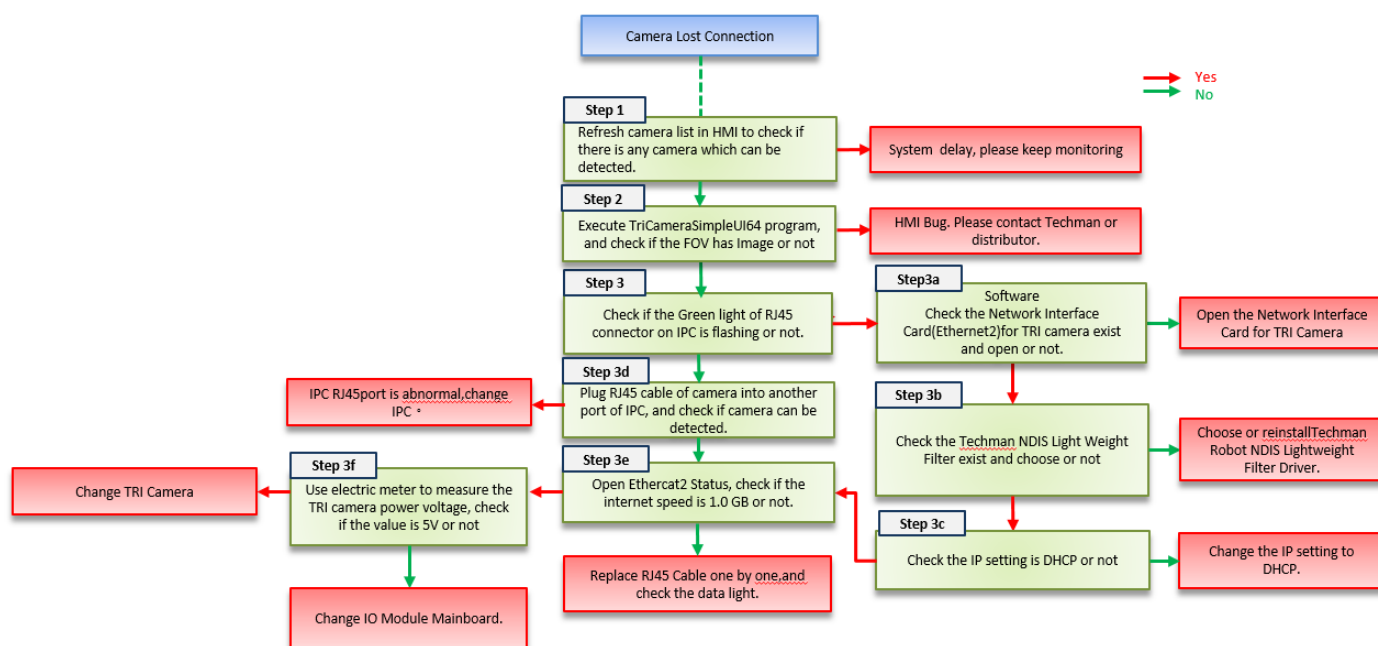 Camera Lost Connection
Yes
No
Step 1
Refresh camera list in HMI to check if
there is any camera which can be
detected.
System delay, please keep monitoring
Step 2
Execute TriCameraSimpleUI64 program,
and check if the FOV has Image or not
HMI Bug. Please contact Techman or
distributor.
Step 3
Check if the Green light of RJ45
connector on IPC is flashing or not.
Step3a
Software
Check the Network Interface
Card(Ethernet2)for TRI camera exist
and open or not.
Open the Network Interface
Card for TRI Camera
Step 3d
Plug RJ45 cable of camera into another
port of IPC, and check if camera can be
detected.
IPC RJ45port is abnormal,change
IPC。
Step 3b
Check the Techman NDIS Light Weight
Filter exist and choose or not
Choose or reinstallTechman
Robot NDIS Lightweight
Filter Driver.
Step 3e
Open Ethercat2 Status, check if the
internet speed is 1.0 GB or not.
Step 3f
Use electric meter to measure the
TRI camera power voltage, check
if the value is 5V or not
Change TRI Camera
Step 3c
Check the IP setting is DHCP or not
Change the IP setting to
DHCP.
Replace RJ45 Cable one by one,and
check the data light.
Change IO Module Mainboard.